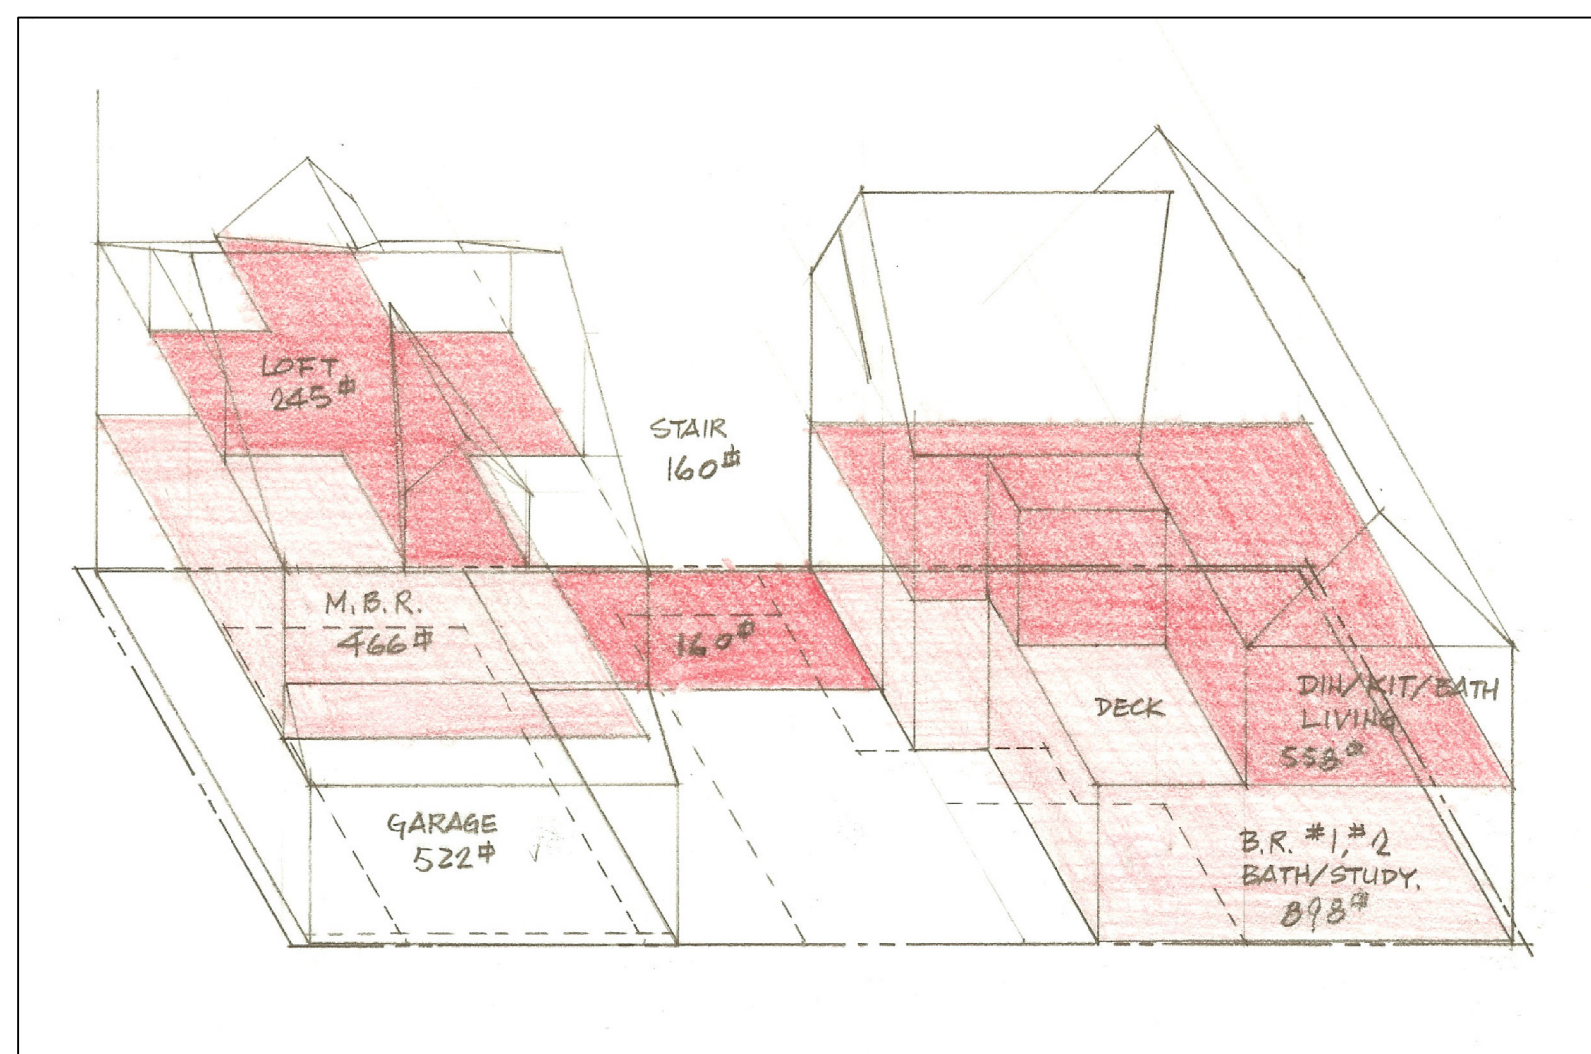 LOFT
245⌗
STAIR
160⌗
M.B.R.
466⌗
160⌗
DECK
DIN/KIT/BATH
LIVING
558⌗
GARAGE
522⌗
B.R. #1, #2
BATH/STUDY.
898⌗